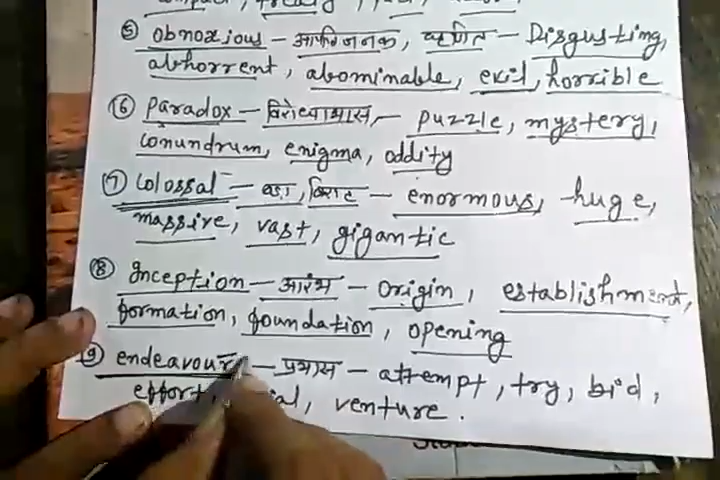 ⑤ obnoxious – आपत्तिजनक, घृणित – Disgusting,
abhorrent, abominable, evil, horrible
⑥ Paradox – विरोधाभास, – puzzle, mystery,
conundrum, enigma, oddity
⑦ Colossal – बड़ा, विराट – enormous, huge,
massive, vast, gigantic
⑧ Inception – आरंभ – origin, establishment,
formation, foundation, opening
⑨ endeavour – प्रयास – attempt, try, bid,
effort, venture.